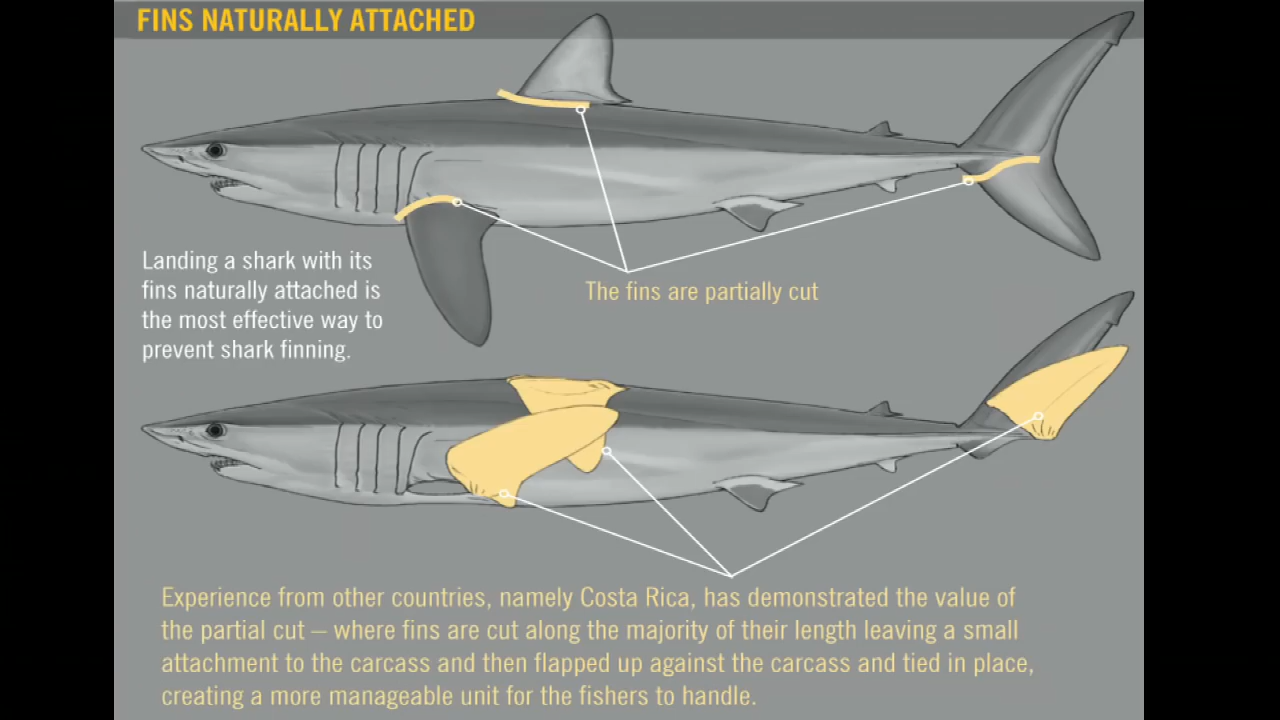 FINS NATURALLY ATTACHED
Landing a shark with its
fins naturally attached is
the most effective way to
prevent shark finning.
The fins are partially cut
Experience from other countries, namely Costa Rica, has demonstrated the value of
the partial cut – where fins are cut along the majority of their length leaving a small
attachment to the carcass and then flapped up against the carcass and tied in place,
creating a more manageable unit for the fishers to handle.